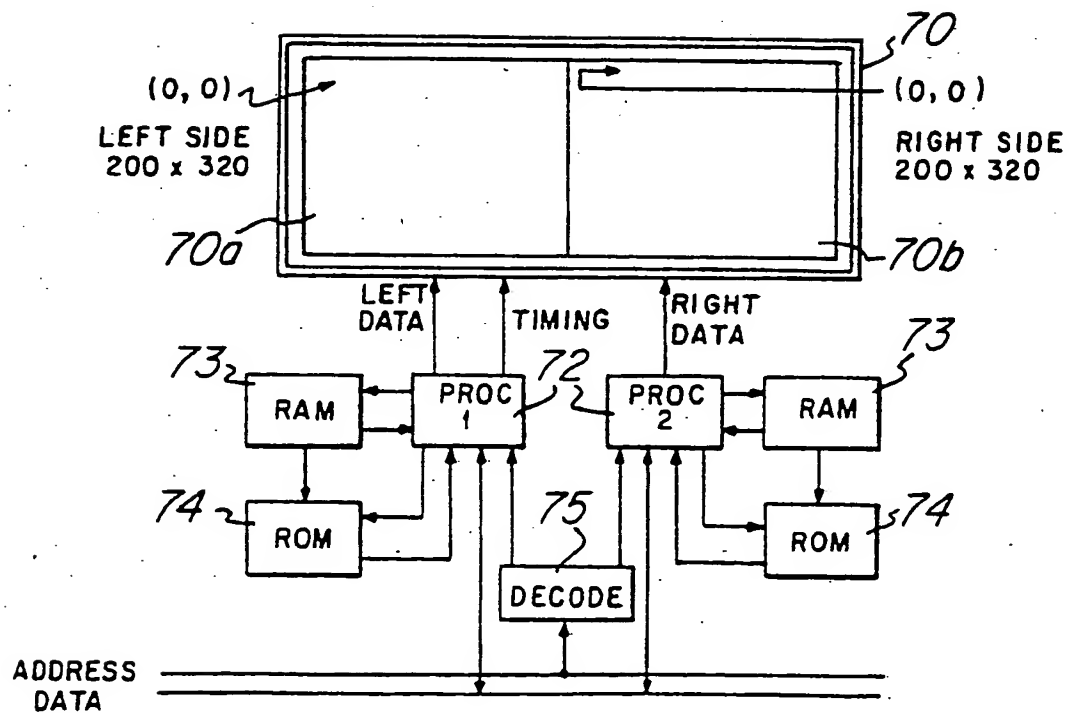 70
(0,0)
(0,0)
LEFT SIDE
200 x 320
RIGHT SIDE
200 x 320
70a
70b
LEFT
DATA
TIMING
RIGHT
DATA
73
RAM
PROC
1
72
PROC
2
RAM
73
74
ROM
75
DECODE
ROM
74
ADDRESS
DATA